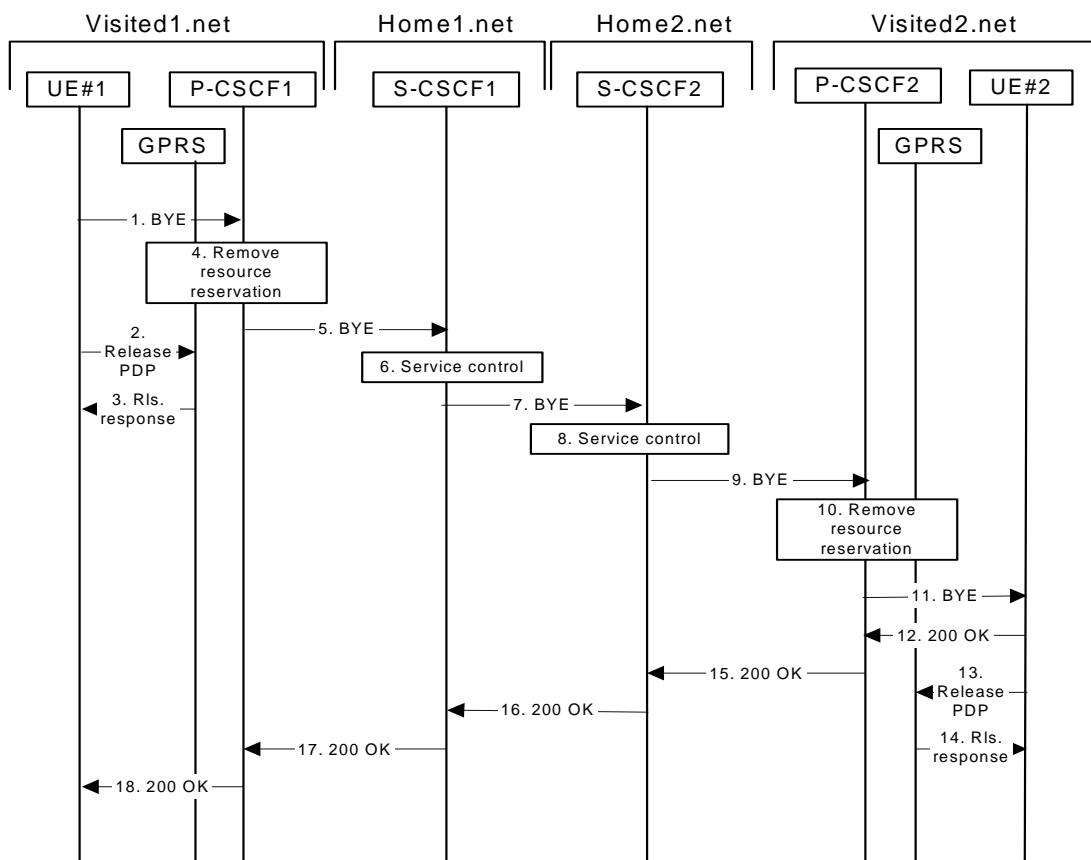 Visited1.net
Home1.net
Home2.net
Visited2.net
UE#1
P-CSCF1
S-CSCF1
S-CSCF2
P-CSCF2
UE#2
GPRS
GPRS
1. BYE
4. Remove
resource
reservation
5. BYE
2.
Release
PDP
6. Service control
3. Rls.
response
7. BYE
8. Service control
9. BYE
10. Remove
resource
reservation
11. BYE
12. 200 OK
15. 200 OK
13.
Release
PDP
16. 200 OK
14. Rls.
response
17. 200 OK
18. 200 OK